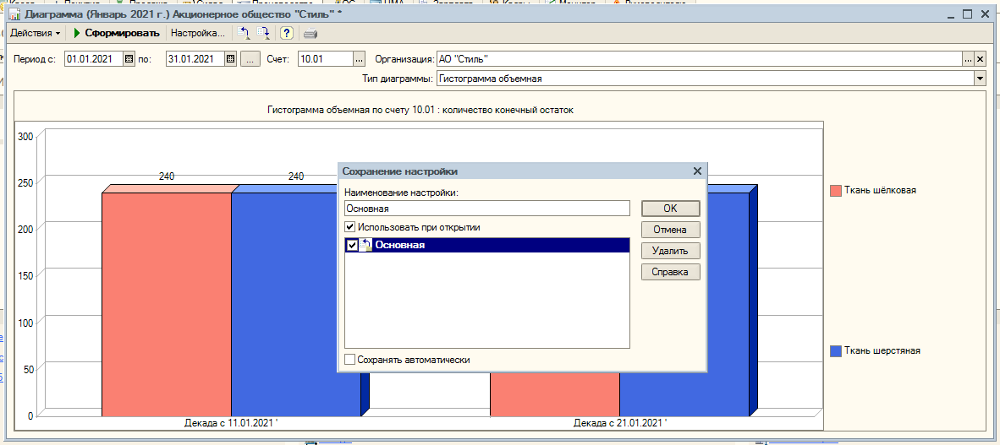 Диаграмма (Январь 2021 г.) Акционерное общество "Стиль" *
Действия Сформировать Настройка... ?
Период с: 01.01.2021 по: 31.01.2021 ... Счет: 10.01 ... Организация: АО "Стиль" ... ×
Тип диаграммы: Гистограмма объемная
Гистограмма объемная по счету 10.01 : количество конечный остаток
300
250
200
150
100
50
0
240
240
Декада с 11.01.2021 '
Декада с 21.01.2021 '
Ткань шёлковая
Ткань шерстяная
Сохранение настройки
Наименование настройки:
Основная
Использовать при открытии
Основная
Сохранять автоматически
OK
Отмена
Удалить
Справка